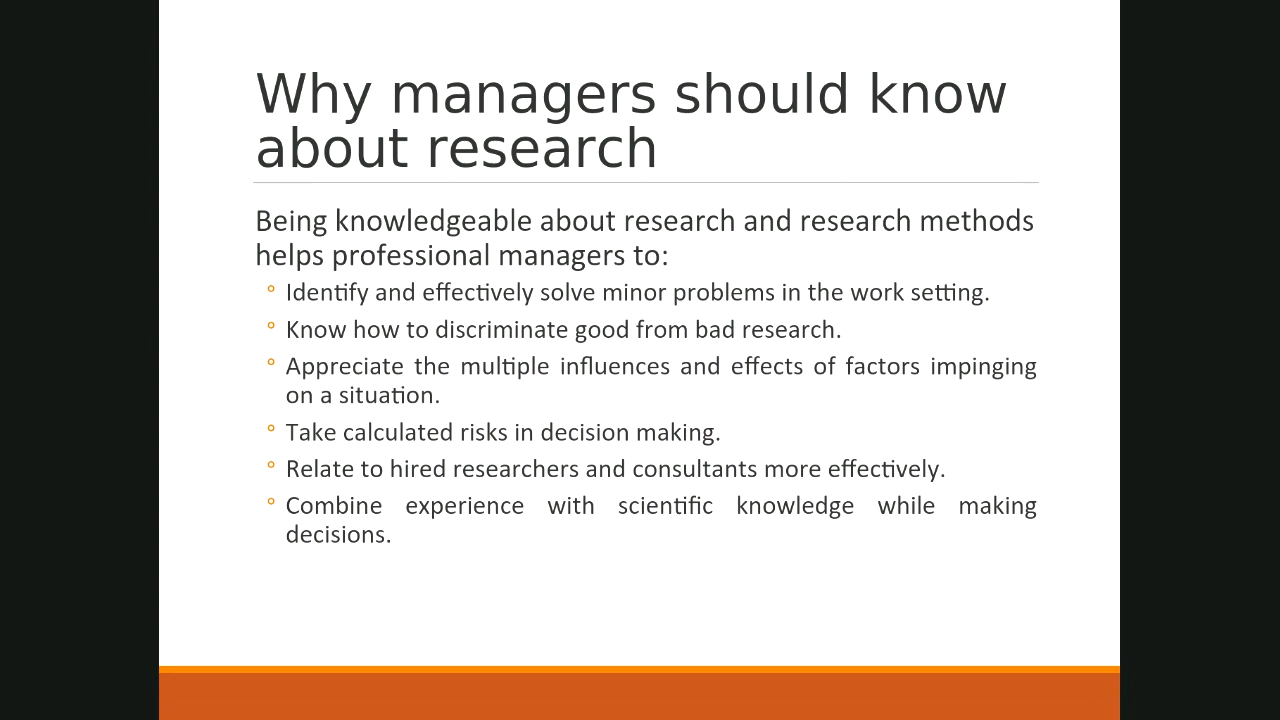 Why managers should know
about research
Being knowledgeable about research and research methods
helps professional managers to:
° Identify and effectively solve minor problems in the work setting.
° Know how to discriminate good from bad research.
° Appreciate the multiple influences and effects of factors impinging
on a situation.
° Take calculated risks in decision making.
° Relate to hired researchers and consultants more effectively.
° Combine experience with scientific knowledge while making
decisions.